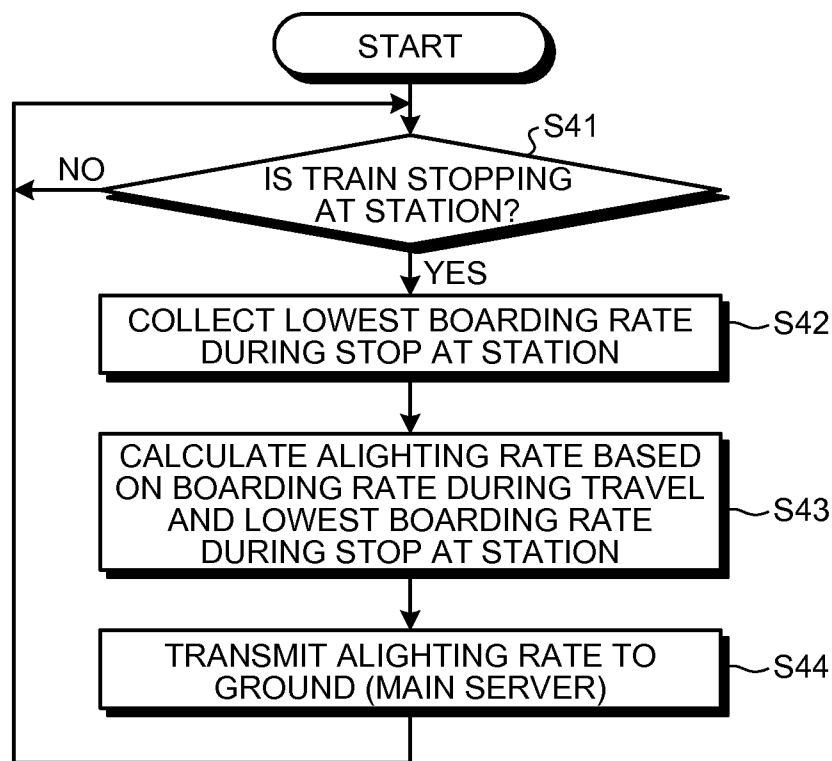 START
S41
NO
IS TRAIN STOPPING
AT STATION?
YES
COLLECT LOWEST BOARDING RATE
DURING STOP AT STATION
S42
CALCULATE ALIGHTING RATE BASED
ON BOARDING RATE DURING TRAVEL
AND LOWEST BOARDING RATE
DURING STOP AT STATION
S43
TRANSMIT ALIGHTING RATE TO
GROUND (MAIN SERVER)
S44